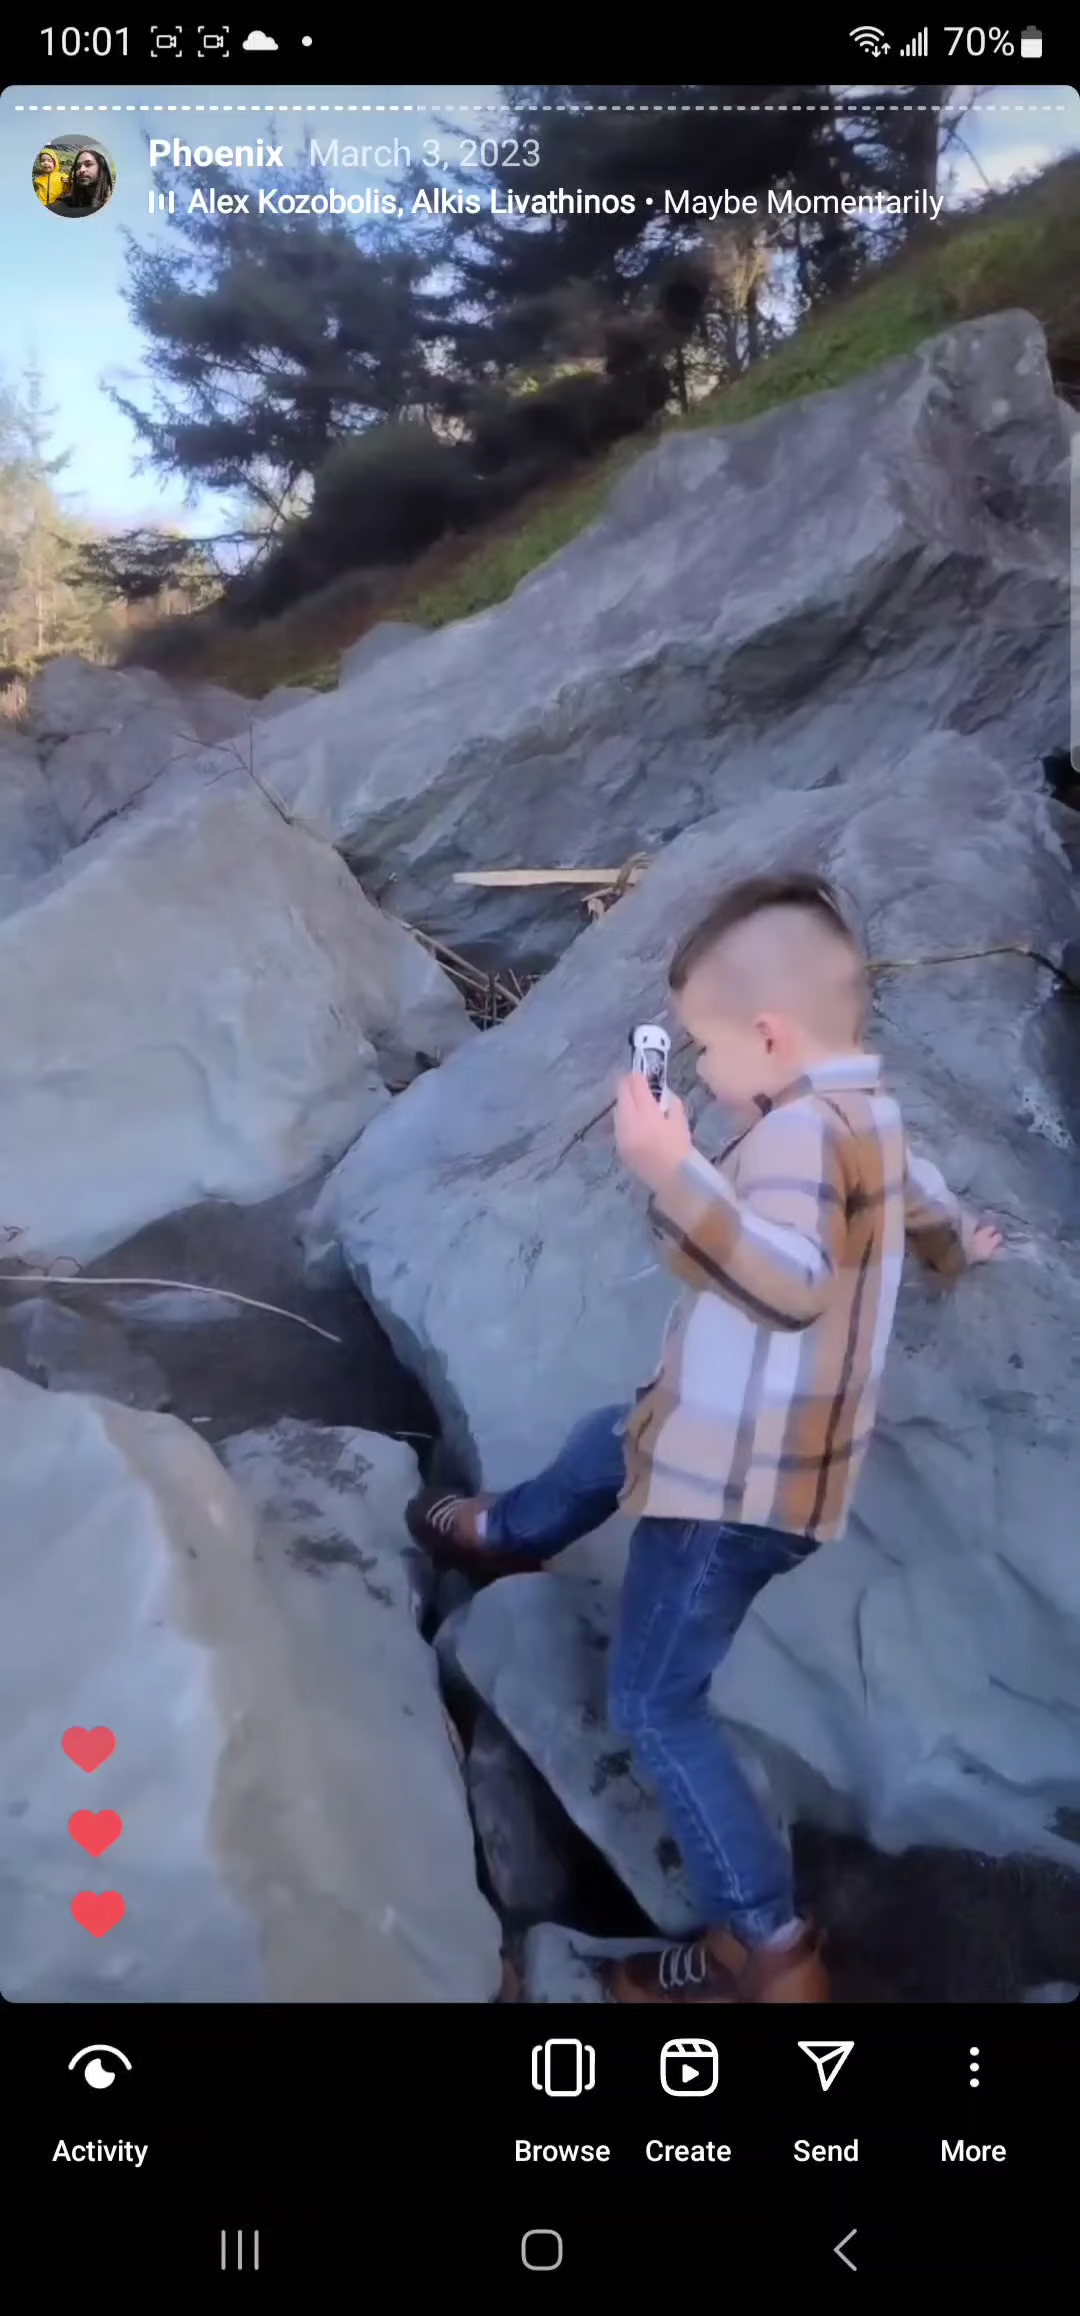 10:01
70%
Phoenix March 3, 2023
Alex Kozobolis, Alkis Livathinos • Maybe Momentarily
Activity
Browse
Create
Send
More